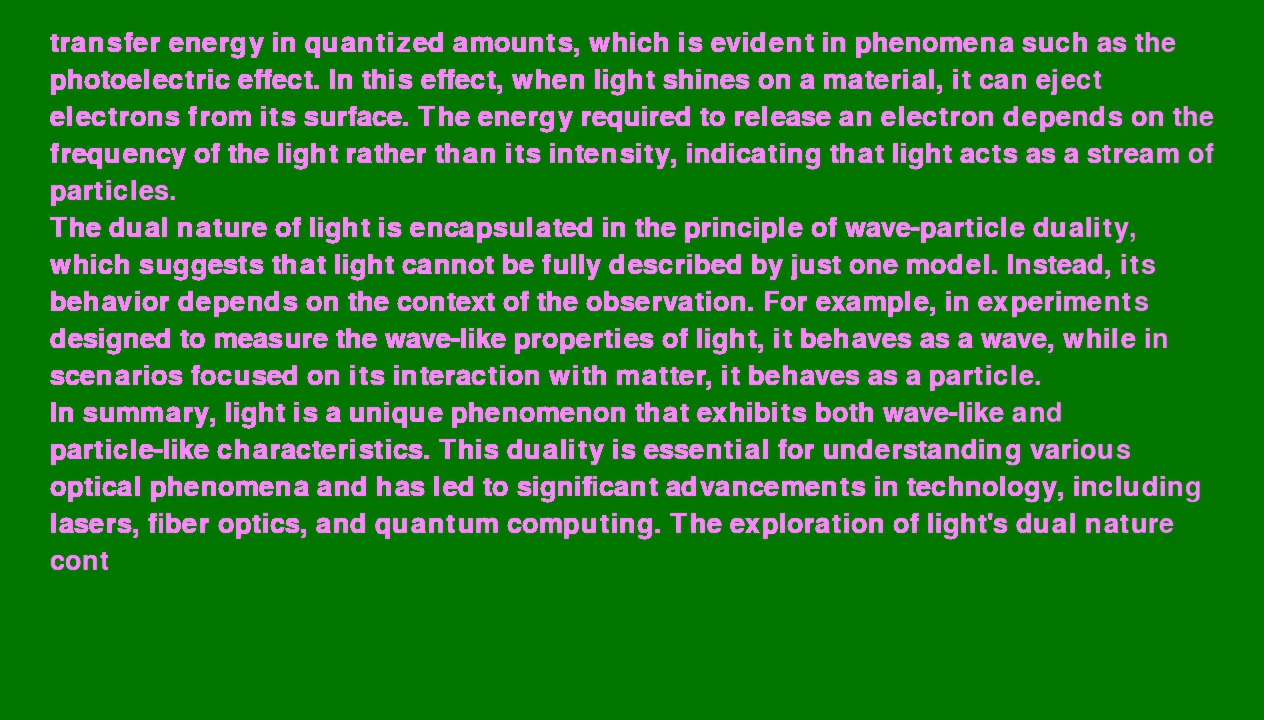 transfer energy in quantized amounts, which is evident in phenomena such as the
photoelectric effect. In this effect, when light shines on a material, it can eject
electrons from its surface. The energy required to release an electron depends on the
frequency of the light rather than its intensity, indicating that light acts as a stream of
particles.
The dual nature of light is encapsulated in the principle of wave-particle duality,
which suggests that light cannot be fully described by just one model. Instead, its
behavior depends on the context of the observation. For example, in experiments
designed to measure the wave-like properties of light, it behaves as a wave, while in
scenarios focused on its interaction with matter, it behaves as a particle.
In summary, light is a unique phenomenon that exhibits both wave-like and
particle-like characteristics. This duality is essential for understanding various
optical phenomena and has led to significant advancements in technology, including
lasers, fiber optics, and quantum computing. The exploration of light's dual nature
cont